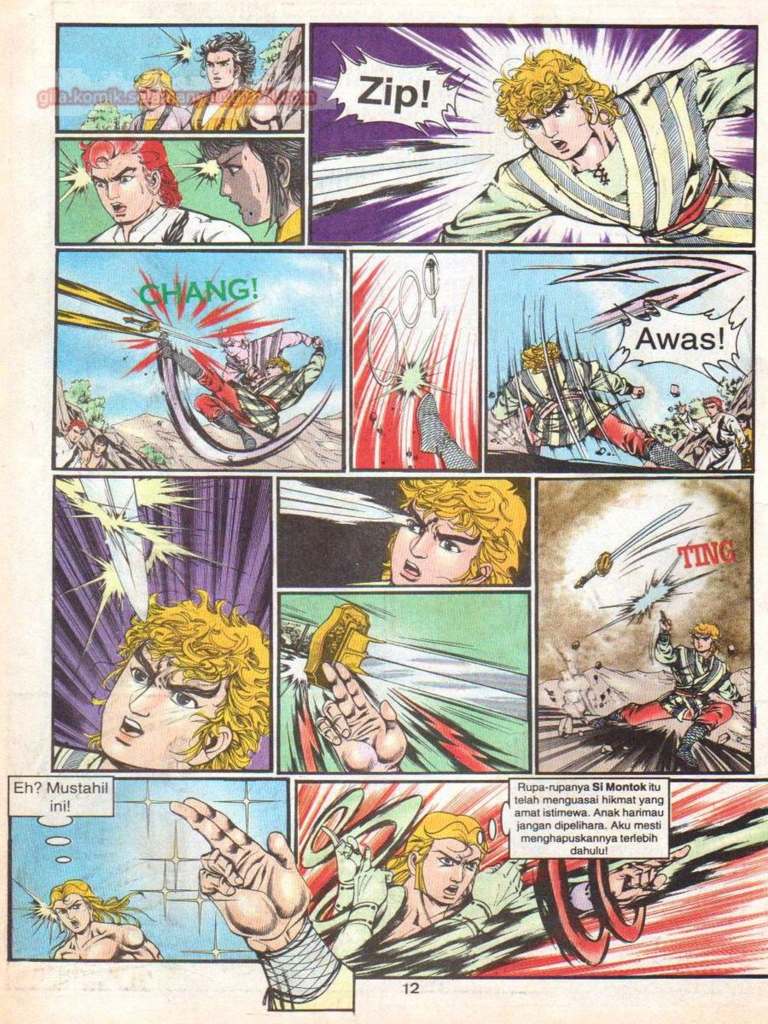 Zip!
CHANG!
Awas!
TING
Eh? Mustahil
ini!
Rupa-rupanya Si Montok itu
telah menguasai hikmat yang
amat istimewa. Anak harimau
jangan dipelihara. Aku mesti
menghapuskannya terlebih
dahulu!
12